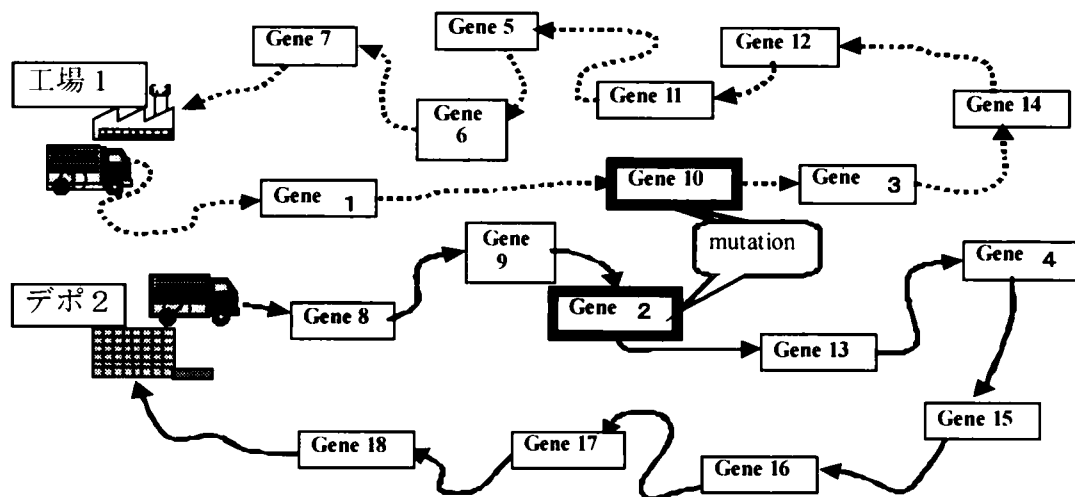 Gene 7
Gene 5
Gene 12
工場 1
Gene 11
Gene 14
Gene
6
Gene 1
Gene 10
Gene 3
mutation
Gene
9
Gene 4
デポ 2
Gene 8
Gene 2
Gene 13
Gene 15
Gene 18
Gene 17
Gene 16